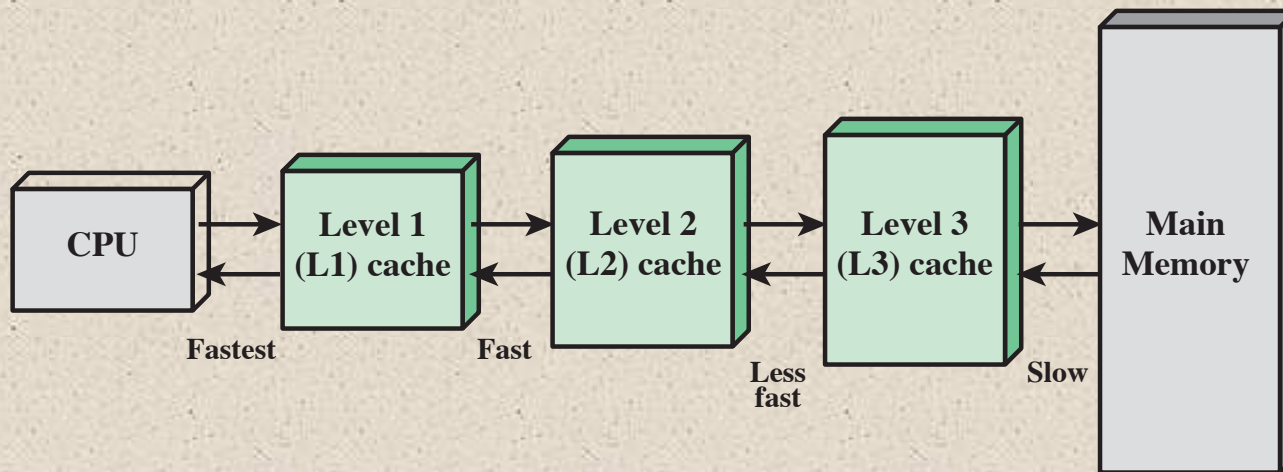 CPU
Level 1
(L1) cache
Level 2
(L2) cache
Level 3
(L3) cache
Main
Memory
Fastest
Fast
Less
fast
Slow